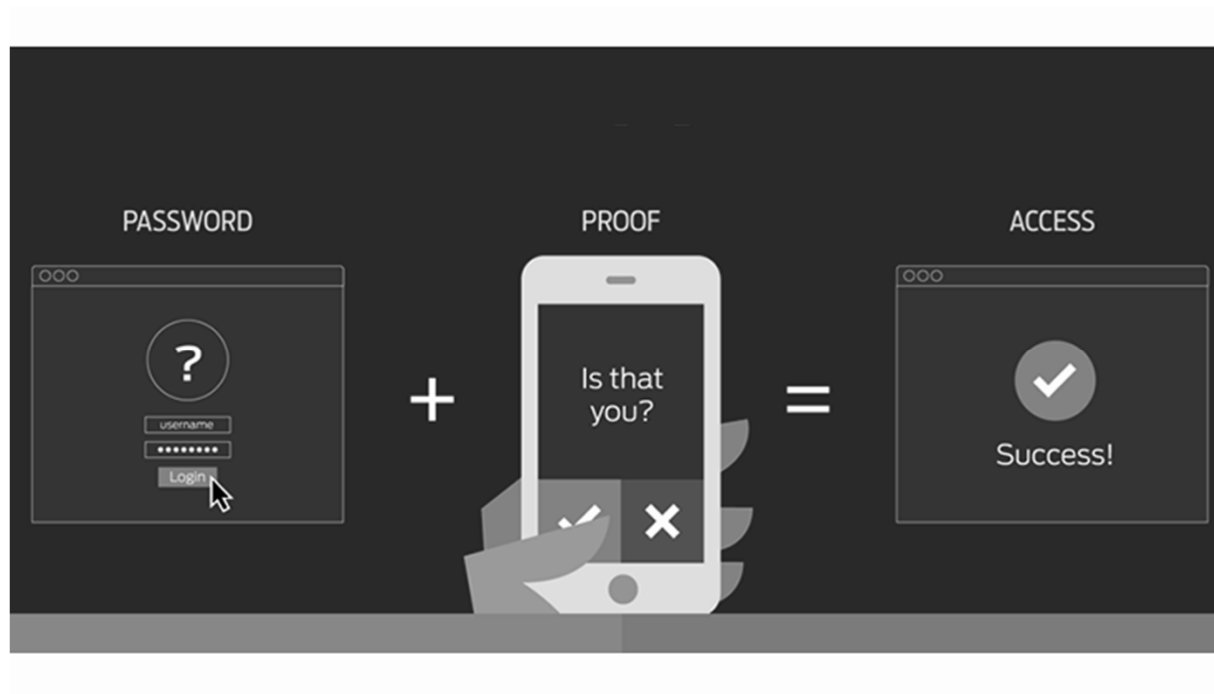 PASSWORD
PROOF
ACCESS
?
username
••••••••
Login
+
Is that
you?
=
Success!